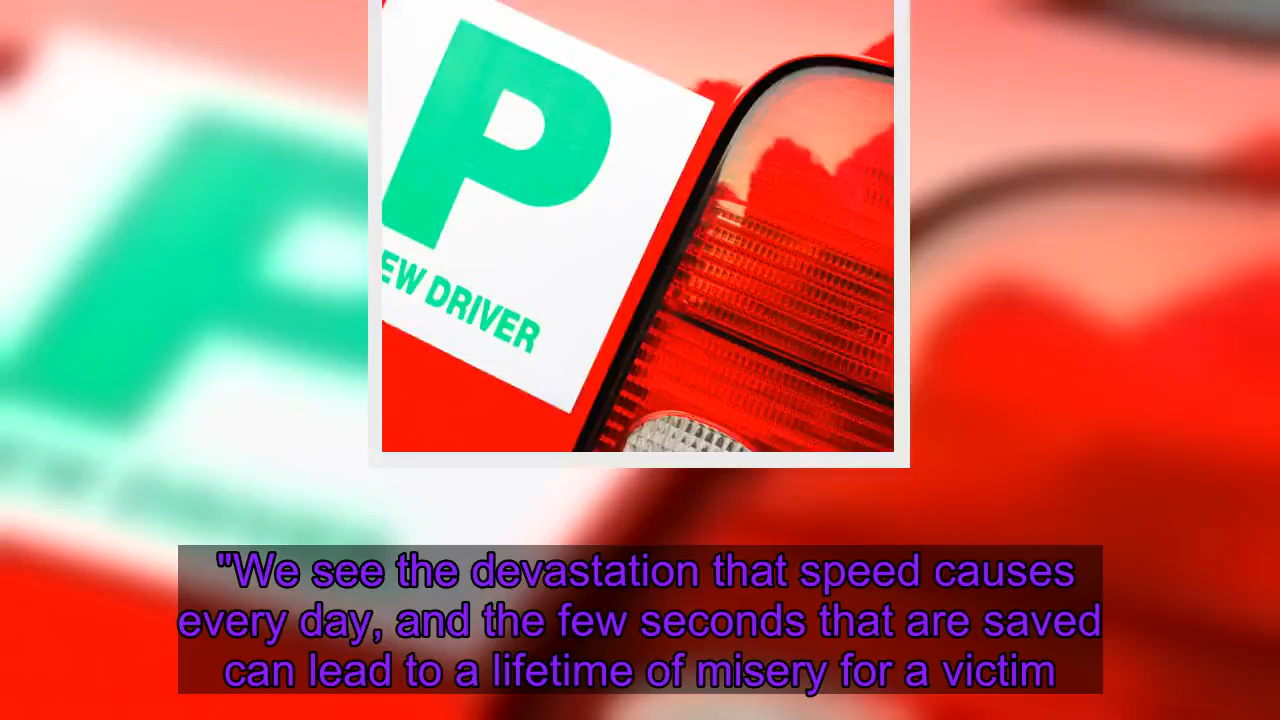 P
EW DRIVER
"We see the devastation that speed causes
every day, and the few seconds that are saved
can lead to a lifetime of misery for a victim